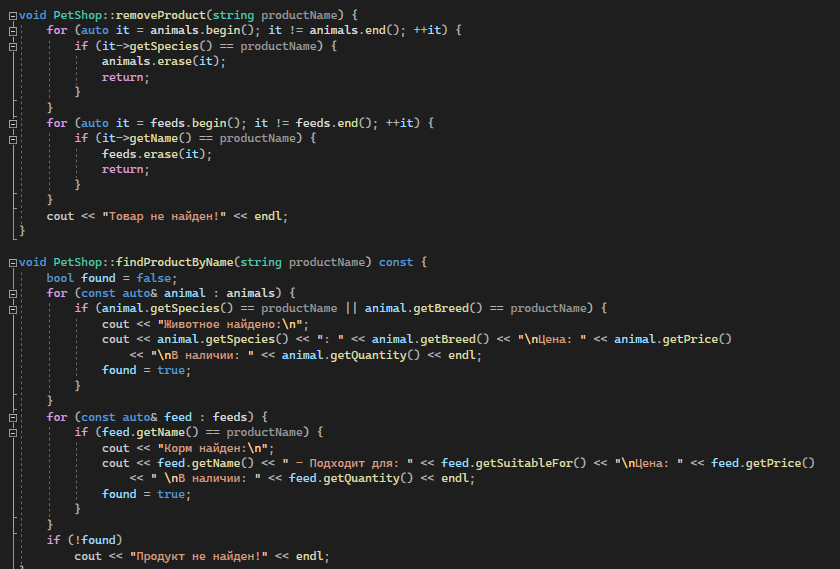 void PetShop::removeProduct(string productName) {
    for (auto it = animals.begin(); it != animals.end(); ++it) {
        if (it->getSpecies() == productName) {
            animals.erase(it);
            return;
        }
    }
    for (auto it = feeds.begin(); it != feeds.end(); ++it) {
        if (it->getName() == productName) {
            feeds.erase(it);
            return;
        }
    }
    cout << "Товар не найден!" << endl;
}

void PetShop::findProductByName(string productName) const {
    bool found = false;
    for (const auto& animal : animals) {
        if (animal.getSpecies() == productName || animal.getBreed() == productName) {
            cout << "Животное найдено:\n";
            cout << animal.getSpecies() << ": " << animal.getBreed() << "\nЦена: " << animal.getPrice()
                << "\nВ наличии: " << animal.getQuantity() << endl;
            found = true;
        }
    }
    for (const auto& feed : feeds) {
        if (feed.getName() == productName) {
            cout << "Корм найден:\n";
            cout << feed.getName() << " - Подходит для: " << feed.getSuitableFor() << "\nЦена: " << feed.getPrice()
                << " \nВ наличии: " << feed.getQuantity() << endl;
            found = true;
        }
    }
    if (!found)
        cout << "Продукт не найден!" << endl;
}